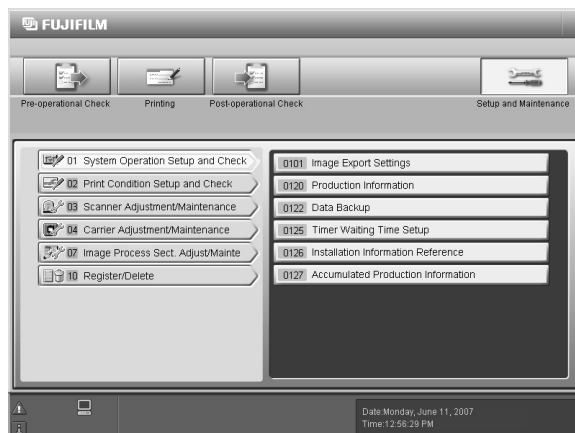 FUJIFILM
Pre-operational Check
Printing
Post-operational Check
Setup and Maintenance
01 System Operation Setup and Check
02 Print Condition Setup and Check
03 Scanner Adjustment/Maintenance
04 Carrier Adjustment/Maintenance
07 Image Process Sect. Adjust/Mainte
10 Register/Delete
0101 Image Export Settings
0120 Production Information
0122 Data Backup
0125 Timer Waiting Time Setup
0126 Installation Information Reference
0127 Accumulated Production Information
Date:Monday, June 11, 2007
Time:12:56:29 PM